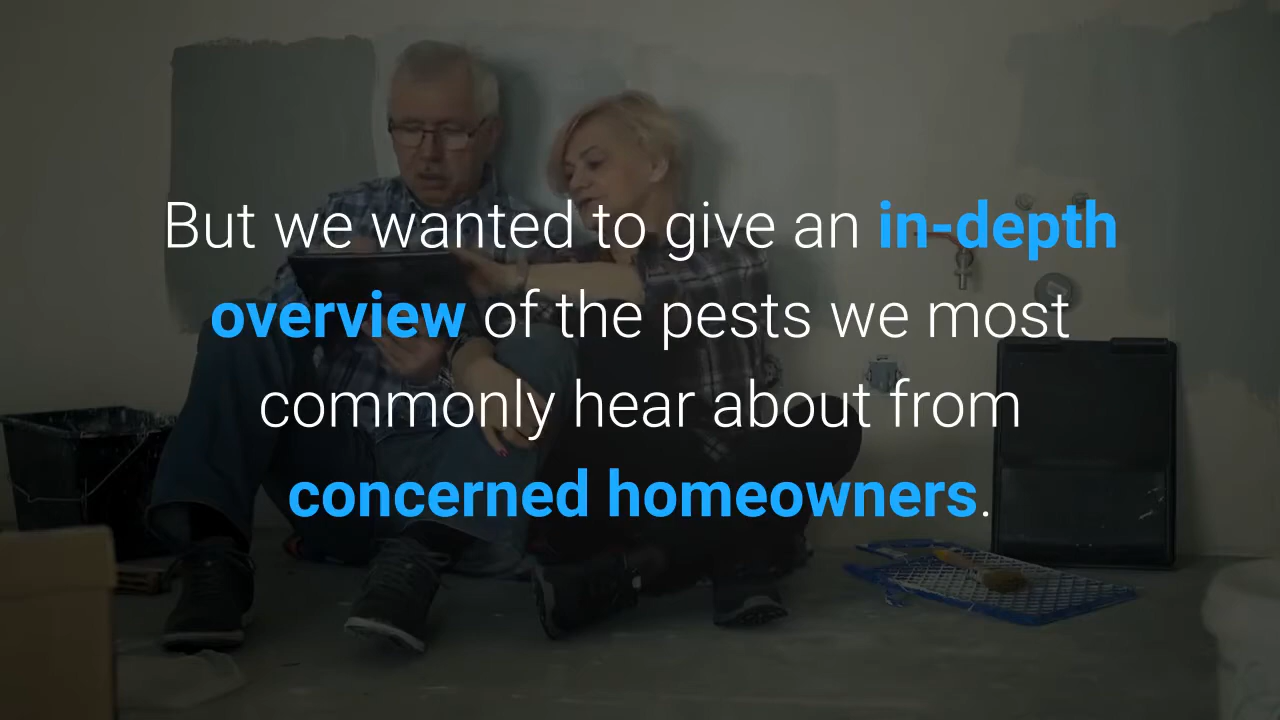 But we wanted to give an in-depth
overview of the pests we most
commonly hear about from
concerned homeowners.